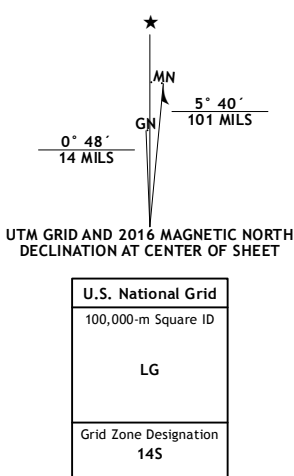 ★
MN
5° 40´
101 MILS
GN
0° 48´
14 MILS
UTM GRID AND 2016 MAGNETIC NORTH
DECLINATION AT CENTER OF SHEET
U.S. National Grid
100,000-m Square ID
LG
Grid Zone Designation
14S